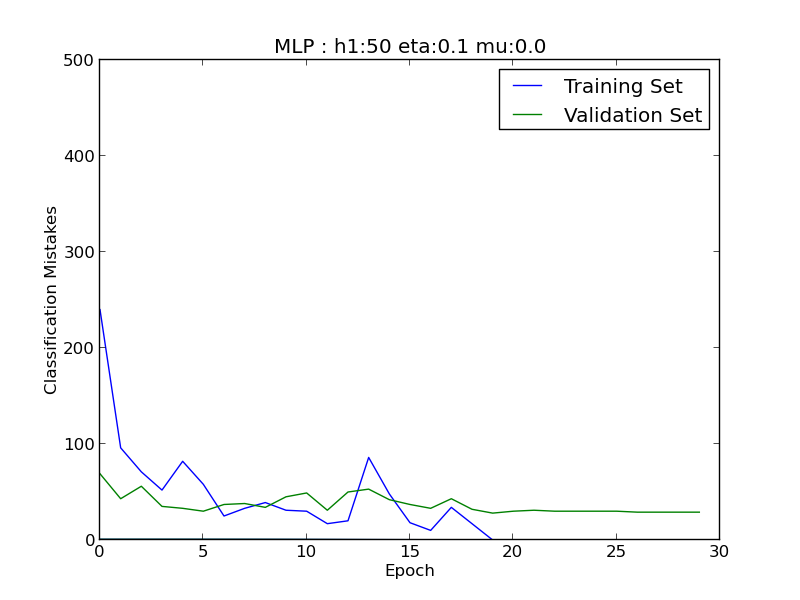 MLP : h1:50 eta:0.1 mu:0.0
500
400
300
200
100
0
Classification Mistakes
Training Set
Validation Set
0 5 10 15 20 25 30
Epoch